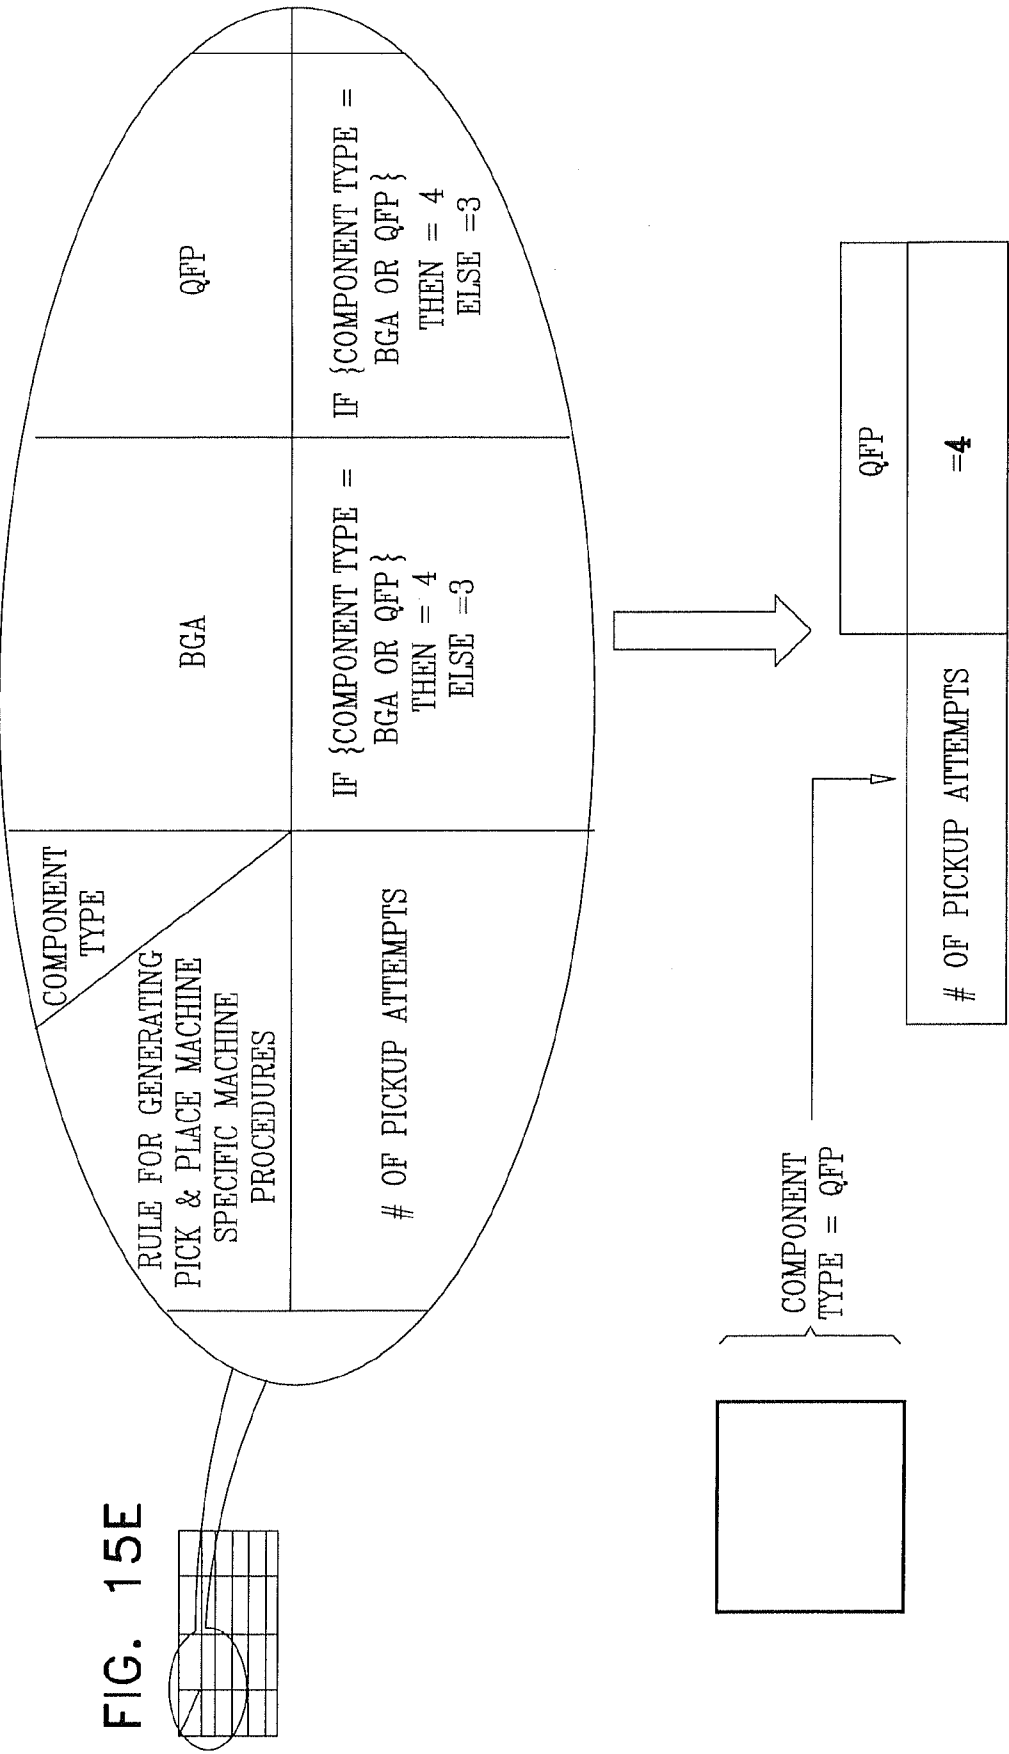 FIG. 15E
COMPONENT
TYPE
RULE FOR GENERATING
PICK & PLACE MACHINE
SPECIFIC MACHINE
PROCEDURES
BGA
QFP
# OF PICKUP ATTEMPTS
IF {COMPONENT TYPE =
BGA OR QFP}
THEN = 4
ELSE =3
IF {COMPONENT TYPE =
BGA OR QFP}
THEN = 4
ELSE =3
COMPONENT
TYPE = QFP
QFP
# OF PICKUP ATTEMPTS
=4